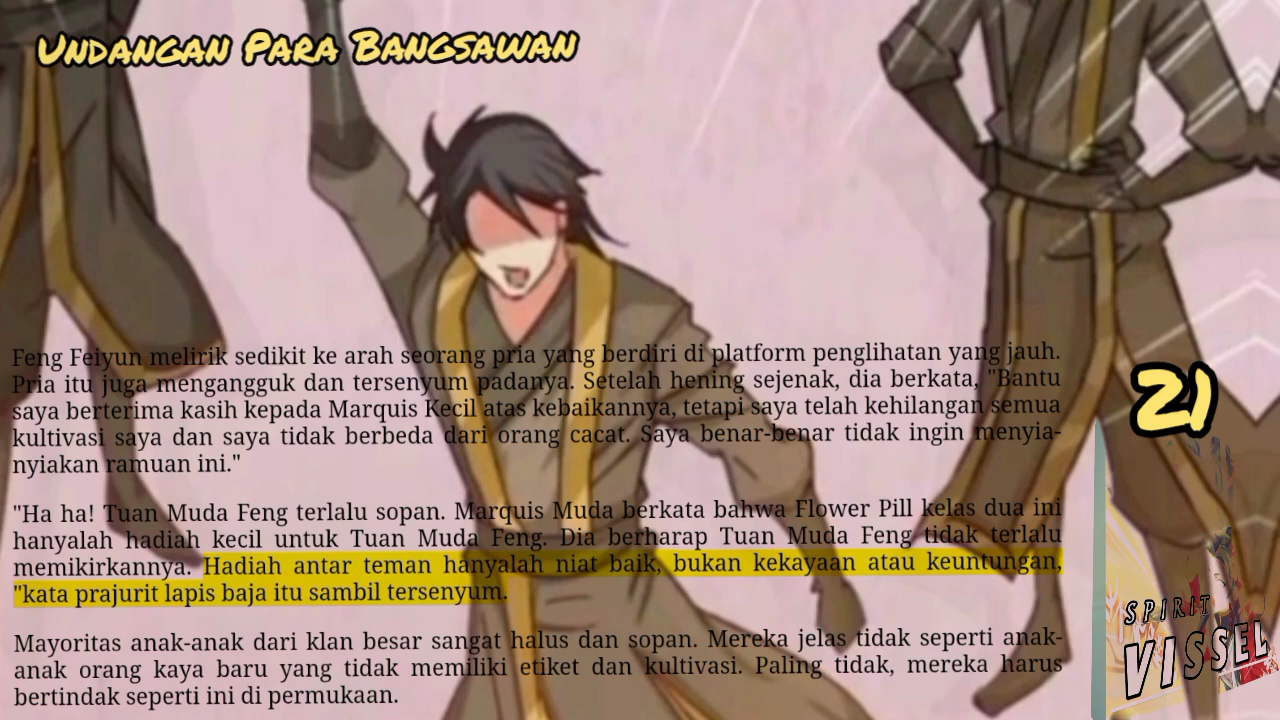 Undangan Para Bangsawan
Feng Feiyun melirik sedikit ke arah seorang pria yang berdiri di platform penglihatan yang jauh.
Pria itu juga mengangguk dan tersenyum padanya. Setelah hening sejenak, dia berkata, "Bantu
saya berterima kasih kepada Marquis Kecil atas kebaikannya, tetapi saya telah kehilangan semua
kultivasi saya dan saya tidak berbeda dari orang cacat. Saya benar-benar tidak ingin menyia-
nyiakan ramuan ini."
"Ha ha! Tuan Muda Feng terlalu sopan. Marquis Muda berkata bahwa Flower Pill kelas dua ini
hanyalah hadiah kecil untuk Tuan Muda Feng. Dia berharap Tuan Muda Feng tidak terlalu
memikirkannya. Hadiah antar teman hanyalah niat baik, bukan kekayaan atau keuntungan,
"kata prajurit lapis baja itu sambil tersenyum.
Mayoritas anak-anak dari klan besar sangat halus dan sopan. Mereka jelas tidak seperti anak-
anak orang kaya baru yang tidak memiliki etiket dan kultivasi. Paling tidak, mereka harus
bertindak seperti ini di permukaan.
21
SPIRIT
VISSEL